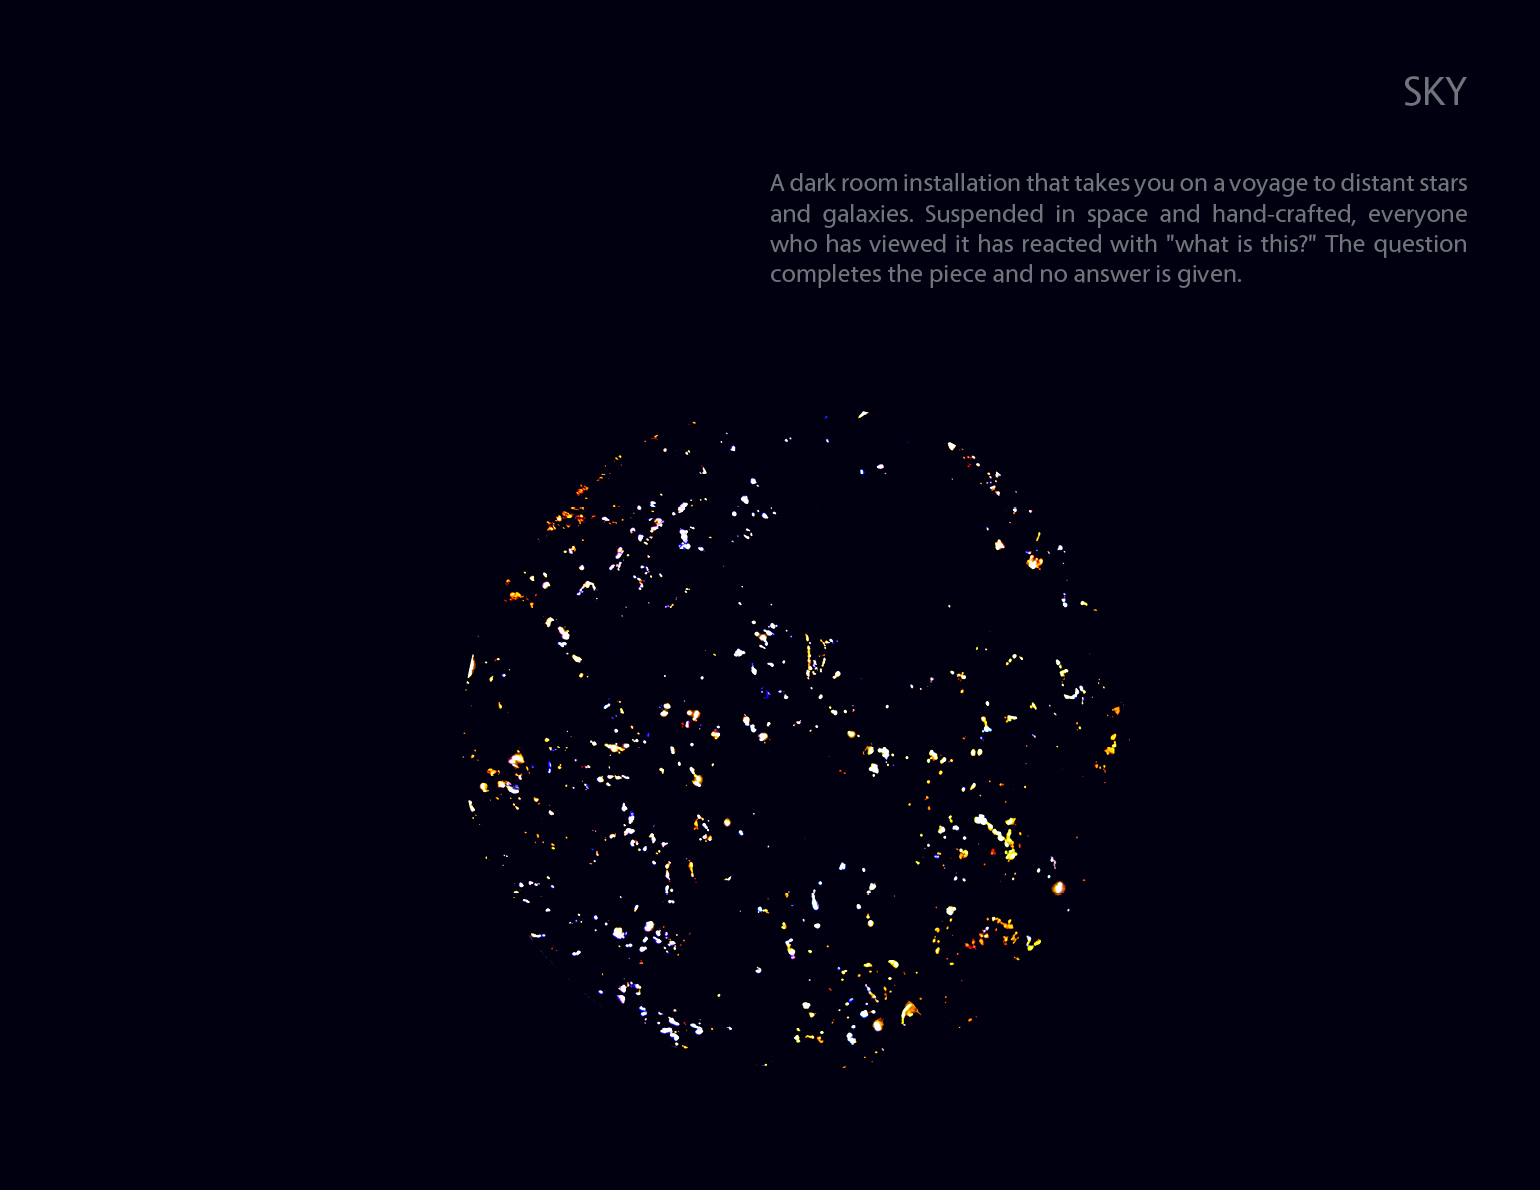 SKY
A dark room installation that takes you on a voyage to distant stars
and galaxies. Suspended in space and hand-crafted, everyone
who has viewed it has reacted with "what is this?" The question
completes the piece and no answer is given.